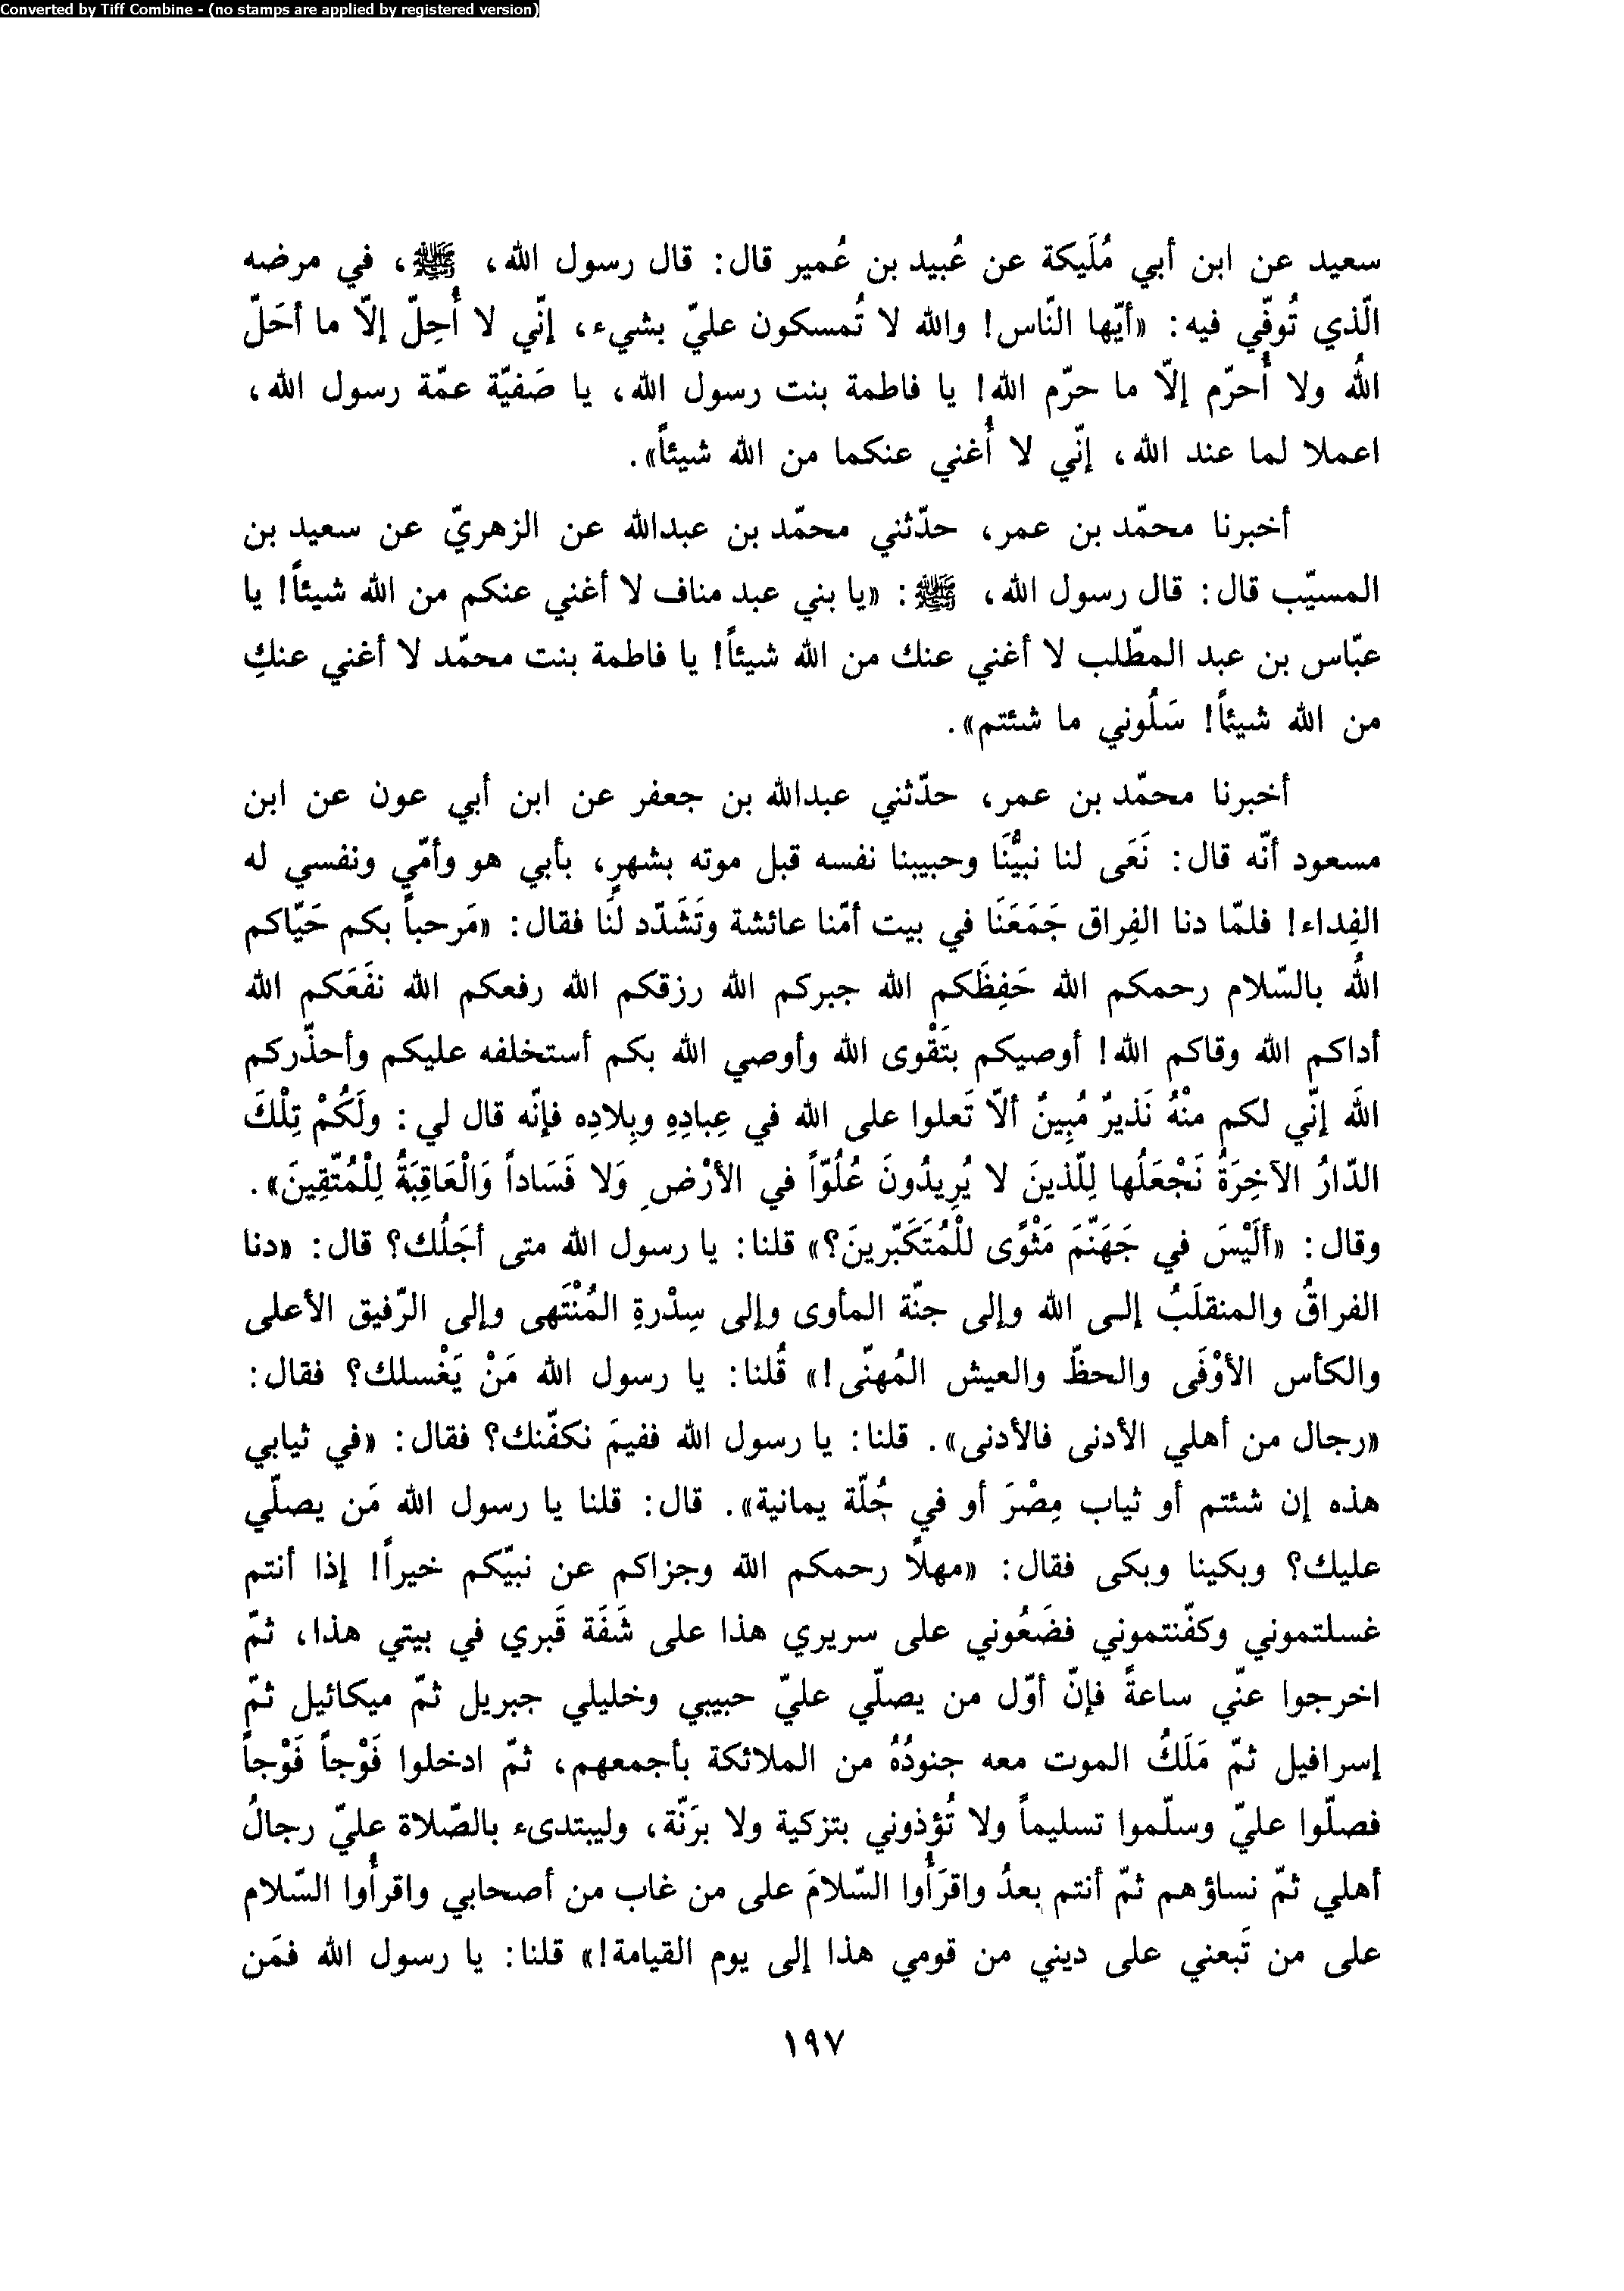 Converted by Tiff Combine - (no stamps are applied by registered version)
سعيد عن ابن أبي مُلَيكة عن عُبيد بن عُمير قال: قال رسول الله، ﷺ، في مرضه
الّذي تُوفّي فيه: «أيّها النّاس! والله لا تُمسكون عليّ بشيء، إنّي لا أُحِلّ إلاّ ما أحَلّ
اللهُ ولا أُحرّم إلاّ ما حرّم الله! يا فاطمة بنت رسول الله، يا صَفيّة عمّة رسول الله،
اعملا لما عند الله، إنّي لا أُغني عنكما من الله شيئاً».
أخبرنا محمّد بن عمر، حدّثني محمّد بن عبدالله عن الزهريّ عن سعيد بن
المسيّب قال: قال رسول الله، ﷺ: «يا بني عبد مناف لا أغني عنكم من الله شيئاً! يا
عبّاس بن عبد المطّلب لا أغني عنك من الله شيئاً! يا فاطمة بنت محمّد لا أغني عنكِ
من الله شيئاً! سَلُوني ما شئتم».
أخبرنا محمّد بن عمر، حدّثني عبدالله بن جعفر عن ابن أبي عون عن ابن
مسعود أنّه قال: نَعَى لنا نبيُّنَا وحبيبنا نفسه قبل موته بشهرٍ، بأبي هو وأمّي ونفسي له
الفِداء! فلمّا دنا الفِراق جَمَعَنَا في بيت أمّنا عائشة وتَشَدّد لَنَا فقال: «مَرحباً بكم حَيّاكم
اللهُ بالسّلام رحمكم الله حَفِظَكم الله جبركم الله رزقكم الله رفعكم الله نفَعَكم الله
أداكم الله وقاكم الله! أوصيكم بتَقْوى الله وأوصي الله بكم أستخلفه عليكم وأحذّركم
اللهَ إنّي لكم منْهُ نَذيرٌ مُبِينٌ ألاّ تَعلوا على الله في عِبادِهِ وبِلادِه فإنّه قال لي: ولَكُمْ تِلْكَ
الدّارُ الآخِرَةُ نَجْعَلُها لِلّذينَ لا يُرِيدُونَ عُلُوّاً في الأرْضِ وَلا فَسَاداً وَالْعَاقِبَةُ لِلْمُتّقِينَ».
وقال: «ألَيْسَ في جَهَنّمَ مَثْوًى للْمُتَكَبّرينَ؟» قلنا: يا رسول الله متى أجَلُك؟ قال: «دنا
الفراقُ والمنقلَبُ إلى الله وإلى جنّة المأوى وإلى سِدْرةِ المُنْتَهى وإلى الرّفيق الأعلى
والكأس الأوْفَى والحظّ والعيش المُهنّى!» قُلنا: يا رسول الله مَنْ يَغْسلك؟ فقال:
«رجال من أهلي الأدنى فالأدنى». قلنا: يا رسول الله ففيمَ نكفّنك؟ فقال: «في ثيابي
هذه إن شئتم أو ثياب مِصْرَ أو في حُلّة يمانية». قال: قلنا يا رسول الله مَن يصلّي
عليك؟ وبكينا وبكى فقال: «مهلاً رحمكم الله وجزاكم عن نبيّكم خيراً! إذا أنتم
غسلتموني وكفّنتموني فضَعُوني على سريري هذا على شَفَة قَبري في بيتي هذا، ثمّ
اخرجوا عنّي ساعةً فإنّ أوّل من يصلّي عليّ حبيبي وخليلي جبريل ثمّ ميكائيل ثمّ
إسرافيل ثمّ مَلَكُ الموت معه جنودُهُ من الملائكة بأجمعهم، ثمّ ادخلوا فَوْجاً فَوْجاً
فصلّوا عليّ وسلّموا تسليماً ولا تُؤذوني بتزكية ولا برَنّة، وليبتدىء بالصّلاة عليّ رجالُ
أهلي ثمّ نساؤهم ثمّ أنتم بعدُ واقرَأُوا السّلامَ على من غاب من أصحابي واقرأُوا السّلام
على من تَبعني على ديني من قومي هذا إلى يوم القيامة!» قلنا: يا رسول الله فمَن
١٩٧